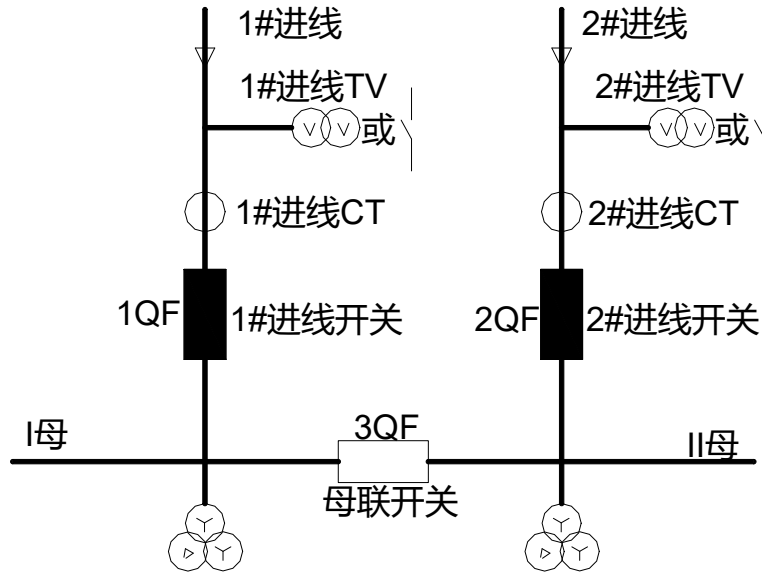 1#进线
2#进线
1#进线TV
2#进线TV
或
或
1#进线CT
2#进线CT
1QF
1#进线开关
2QF
2#进线开关
I母
3QF
II母
母联开关